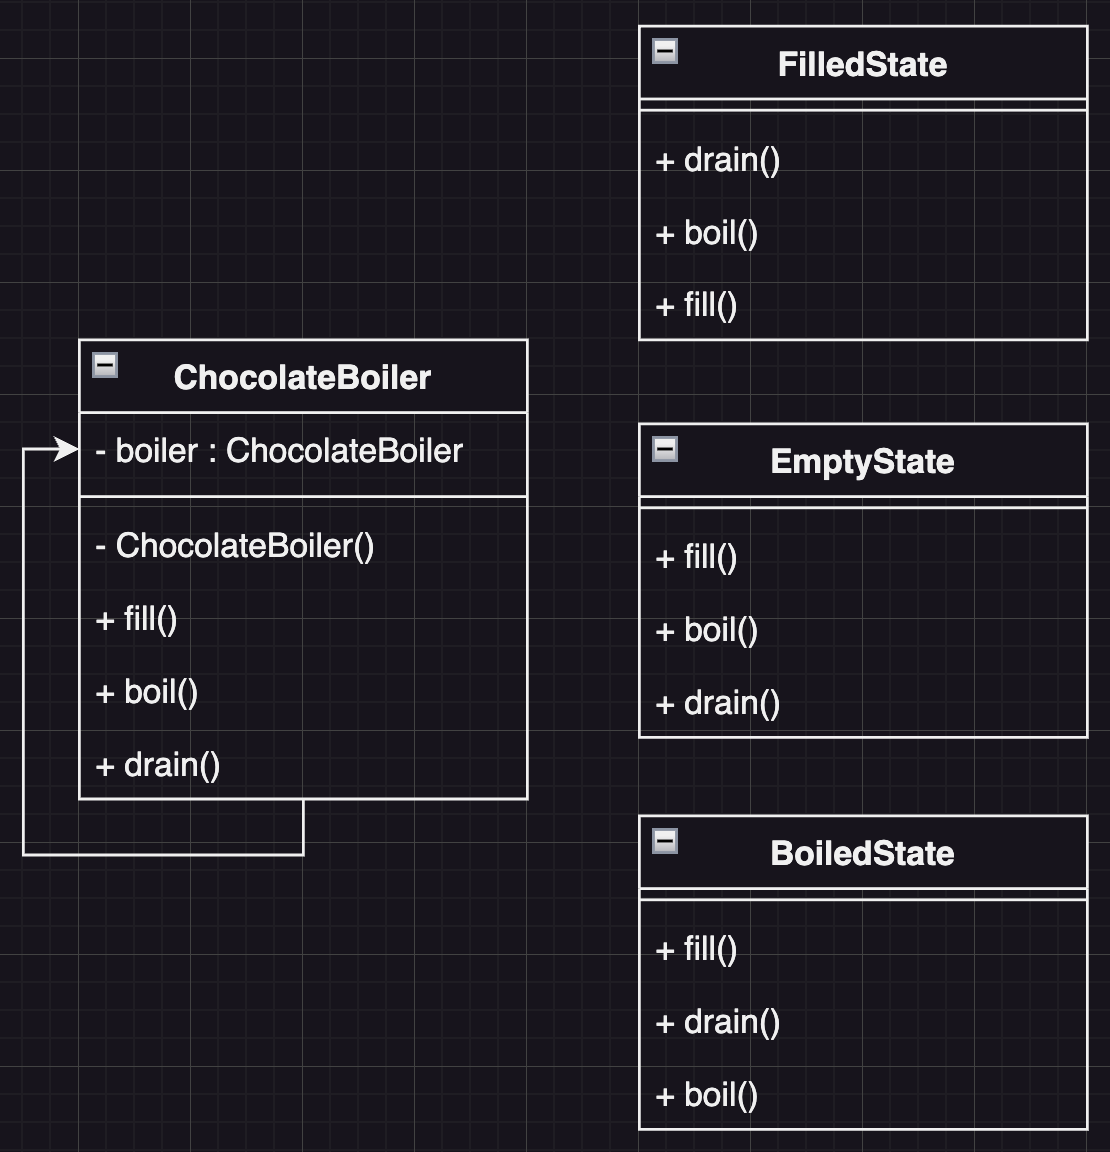 ChocolateBoiler
- boiler : ChocolateBoiler
- ChocolateBoiler()
+ fill()
+ boil()
+ drain()
FilledState
+ drain()
+ boil()
+ fill()
EmptyState
+ fill()
+ boil()
+ drain()
BoiledState
+ fill()
+ drain()
+ boil()